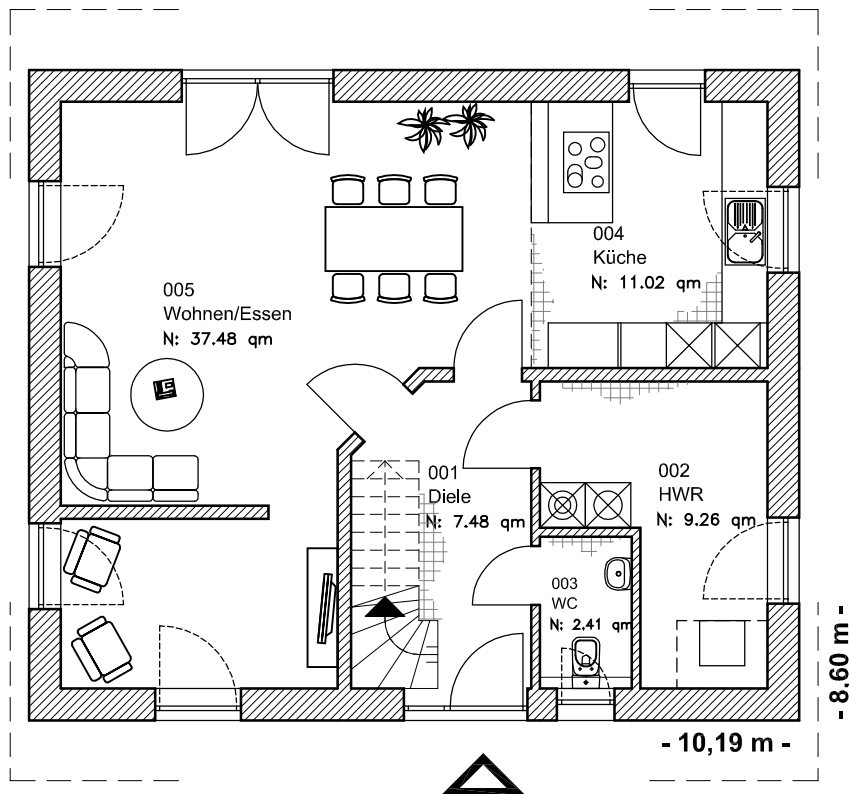 004
Küche
N: 11.02 qm
005
Wohnen/Essen
N: 37.48 qm
001
Diele
N: 7.48 qm
002
HWR
N: 9.26 qm
003
WC
N: 2.41 qm
- 10,19 m -
- 8,60 m -